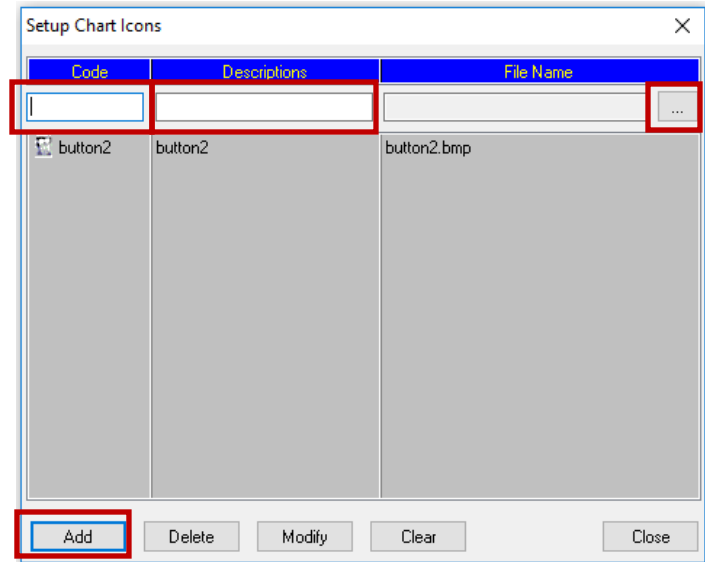 Setup Chart Icons
Code Descriptions File Name
...
button2 button2 button2.bmp
Add Delete Modify Clear Close